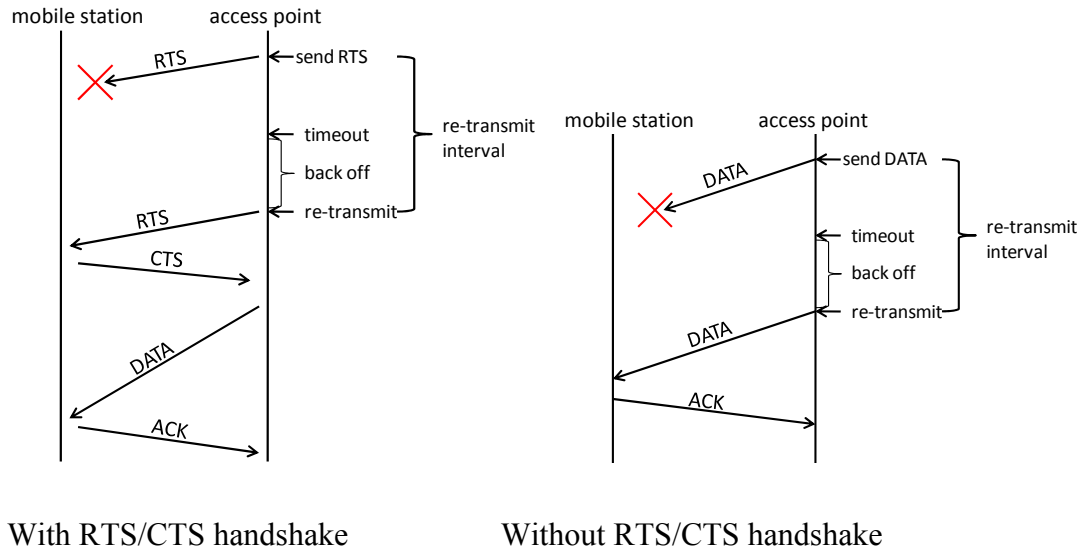 mobile station
access point
RTS
send RTS
timeout
back off
re-transmit
interval
RTS
re-transmit
CTS
DATA
ACK
With RTS/CTS handshake
mobile station
access point
DATA
send DATA
timeout
back off
re-transmit
interval
re-transmit
DATA
ACK
Without RTS/CTS handshake